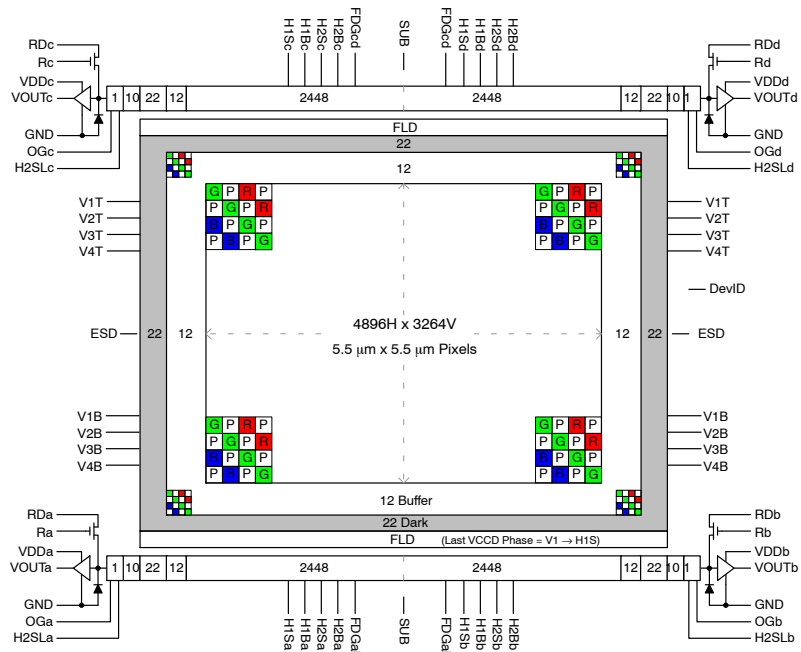 H1Sc H1Bc H2Sc H2Bc FDGcd SUB FDGcd H1Sd H1Bd H2Sd H2Bd
RDc RDd
Rc Rd
VDDc VDDd
VOUTc 1 10 22 12 2448 2448 12 22 10 1 VOUTd
GND FLD GND
OGc 22 OGd
H2SLc 12 H2SLd
G P R P G P R P
V1T P G P R P G P R V1T
V2T B P G P B P G P V2T
V3T P B P G P B P G V3T
V4T V4T
DevID
4896H x 3264V
ESD 22 12 12 22 ESD
5.5 μm x 5.5 μm Pixels
V1B G P R P G P R P V1B
V2B P G P R P G P R V2B
V3B B P G P B P G P V3B
V4B P B P G P B P G V4B
12 Buffer
RDa 22 Dark RDb
Ra FLD (Last VCCD Phase = V1 → H1S) Rb
VDDa VDDb
VOUTa 1 10 22 12 2448 2448 12 22 10 1 VOUTb
GND GND
OGa OGb
H2SLa H2SLb
H1Sa H1Ba H2Sa H2Ba SUB H1Sb H1Bb H2Sb H2Bb